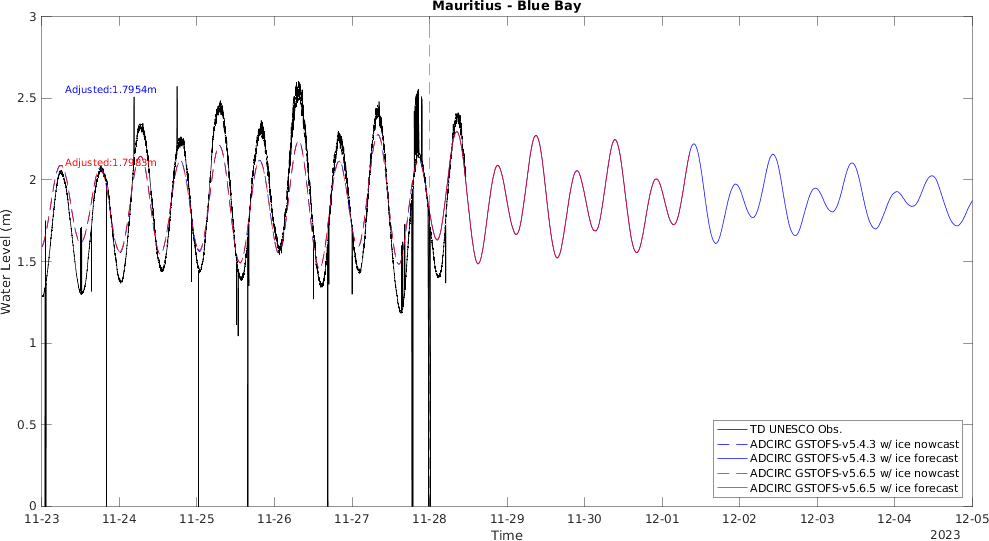 Mauritius - Blue Bay
3
2.5
2
1.5
1
0.5
0
Water Level (m)
Adjusted:1.7954m
Adjusted:1.7983m
TD UNESCO Obs.
ADCIRC GSTOFS-v5.4.3 w/ ice nowcast
ADCIRC GSTOFS-v5.4.3 w/ ice forecast
ADCIRC GSTOFS-v5.6.5 w/ ice nowcast
ADCIRC GSTOFS-v5.6.5 w/ ice forecast
11-23 11-24 11-25 11-26 11-27 11-28 11-29 11-30 12-01 12-02 12-03 12-04 12-05
Time
2023